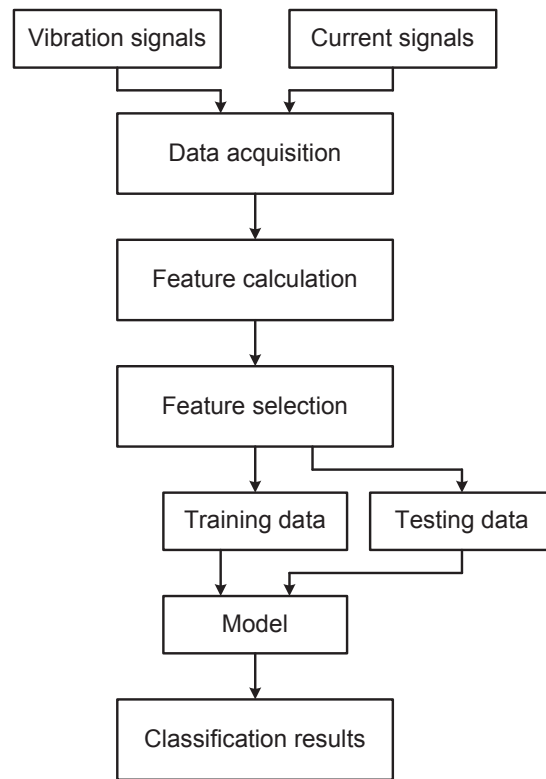 Vibration signals
Current signals
Data acquisition
Feature calculation
Feature selection
Training data
Testing data
Model
Classification results